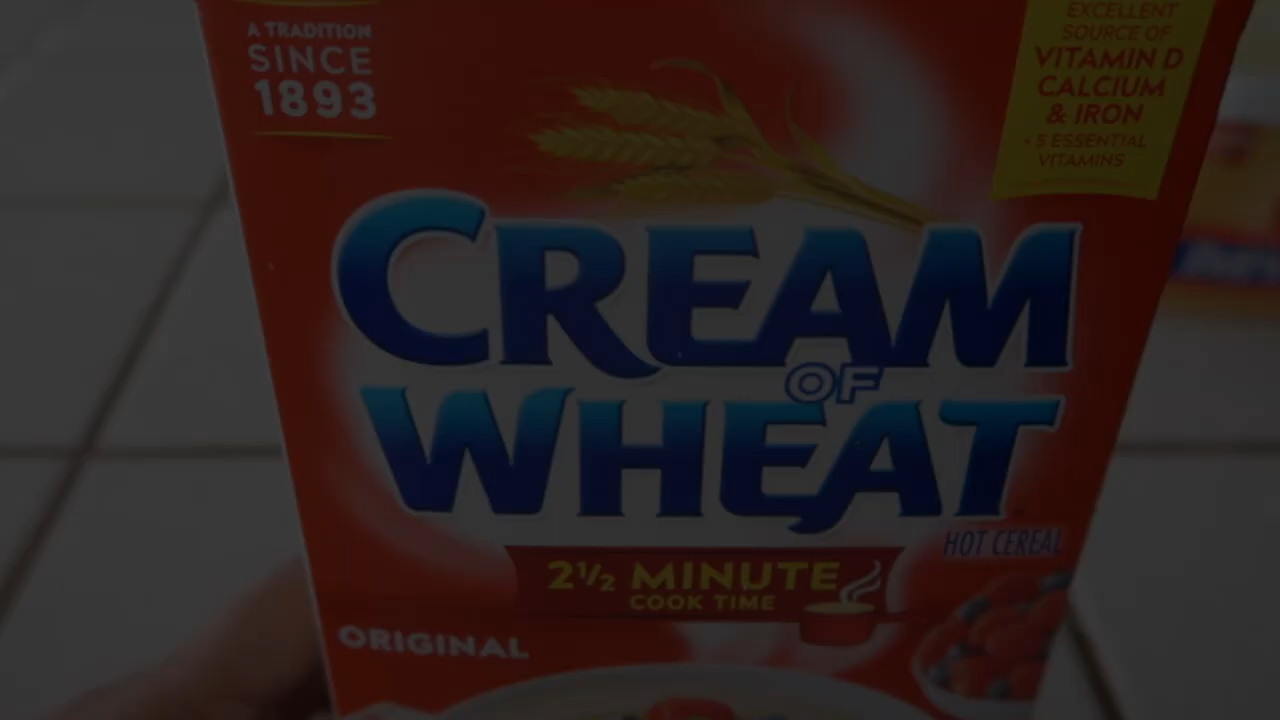 A TRADITION
SINCE
1893
EXCELLENT
SOURCE OF
VITAMIN D
CALCIUM
& IRON
• 5 ESSENTIAL
VITAMINS
CREAM
OF
WHEAT
HOT CEREAL
2½ MINUTE
COOK TIME
ORIGINAL